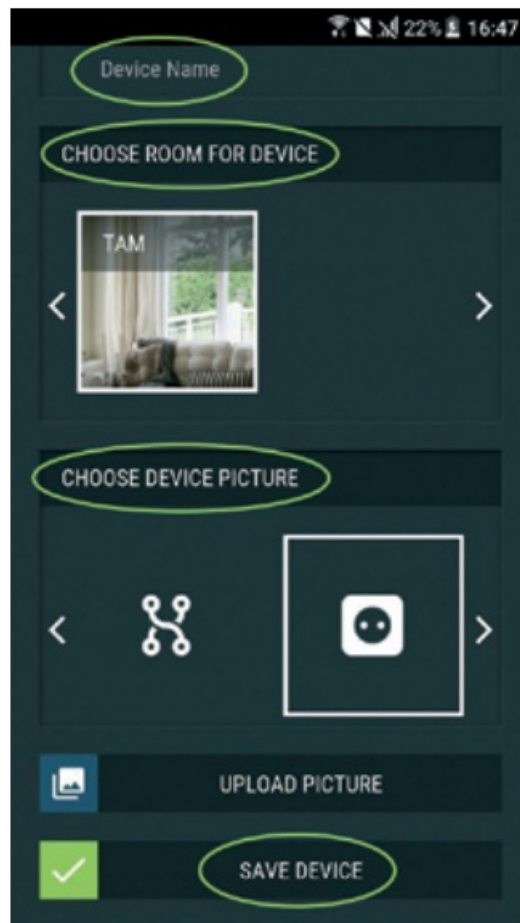 22% 16:47
Device Name
CHOOSE ROOM FOR DEVICE
TAM
CHOOSE DEVICE PICTURE
UPLOAD PICTURE
SAVE DEVICE